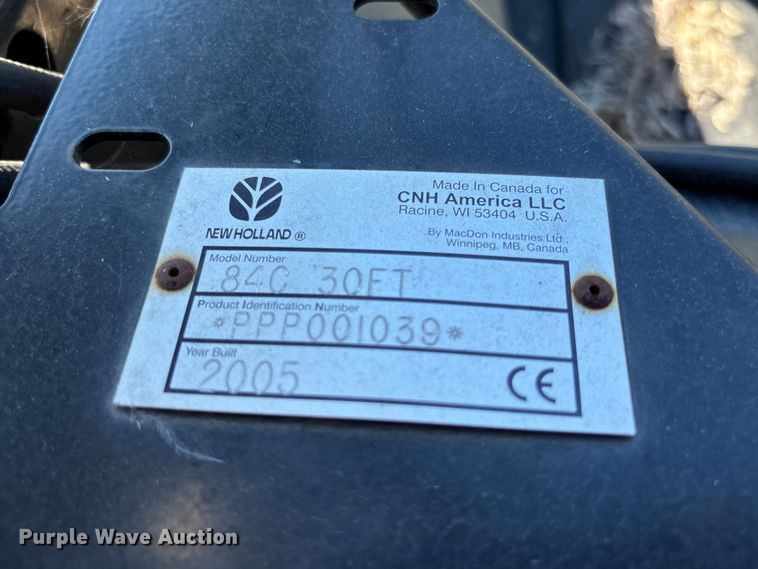 NEW HOLLAND ®
Made In Canada for
CNH America LLC
Racine, WI 53404 U.S.A.
By MacDon Industries Ltd.,
Winnipeg, MB, Canada
Model Number
84C 30FT
Product Identification Number
*PPP001039*
Year Built
2005
CE
Purple Wave Auction